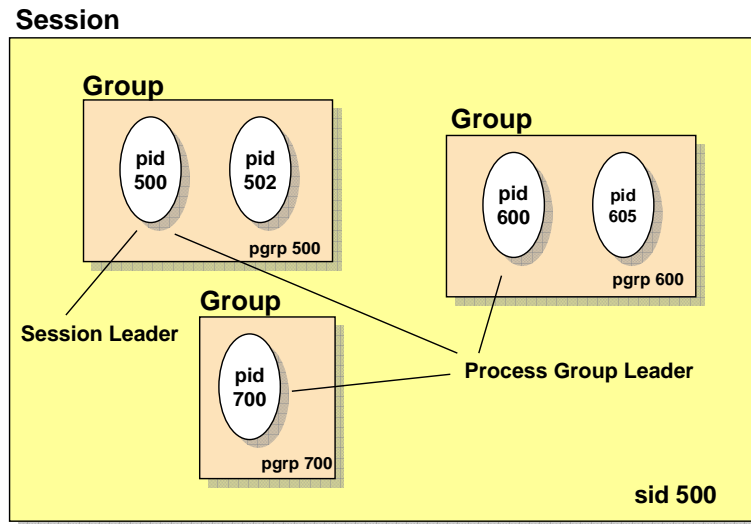 Session
Group
pid
500
pid
502
pgrp 500
Group
pid
600
pid
605
pgrp 600
Session Leader
Group
pid
700
pgrp 700
Process Group Leader
sid 500